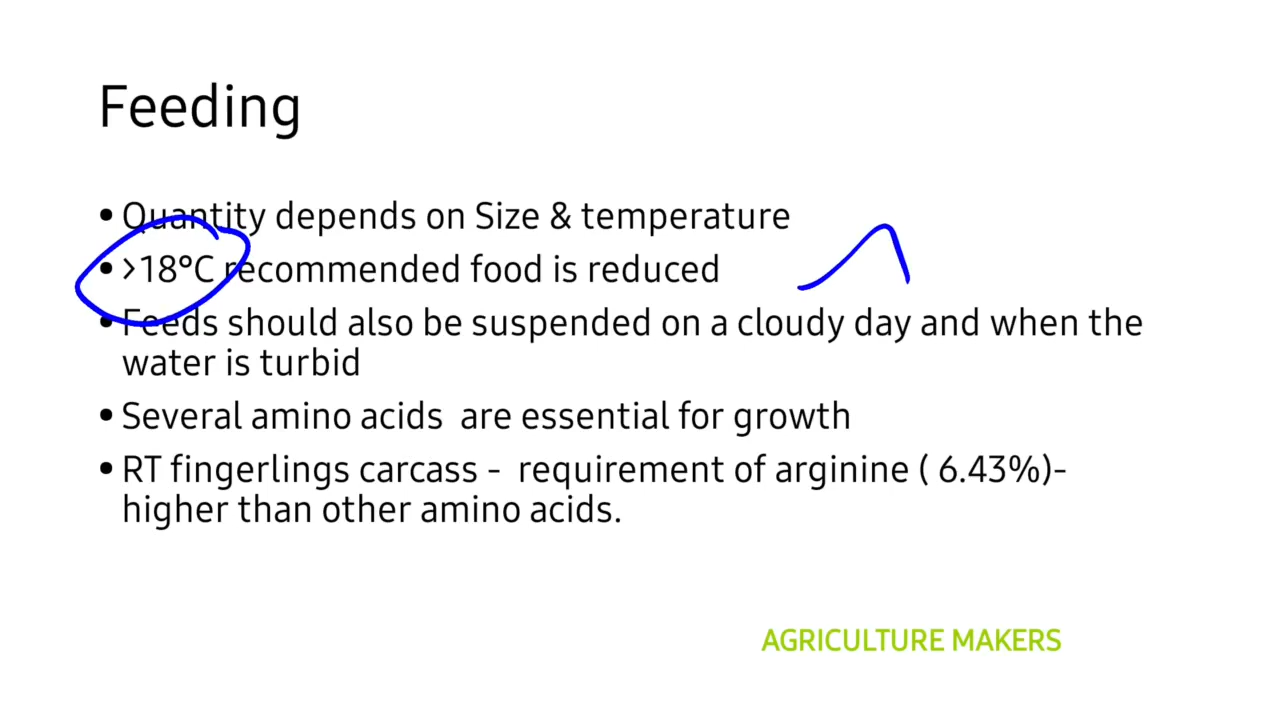 Feeding
• Quantity depends on Size & temperature
• >18°C recommended food is reduced
• Feeds should also be suspended on a cloudy day and when the
water is turbid
• Several amino acids  are essential for growth
• RT fingerlings carcass -  requirement of arginine ( 6.43%)-
higher than other amino acids.
AGRICULTURE MAKERS